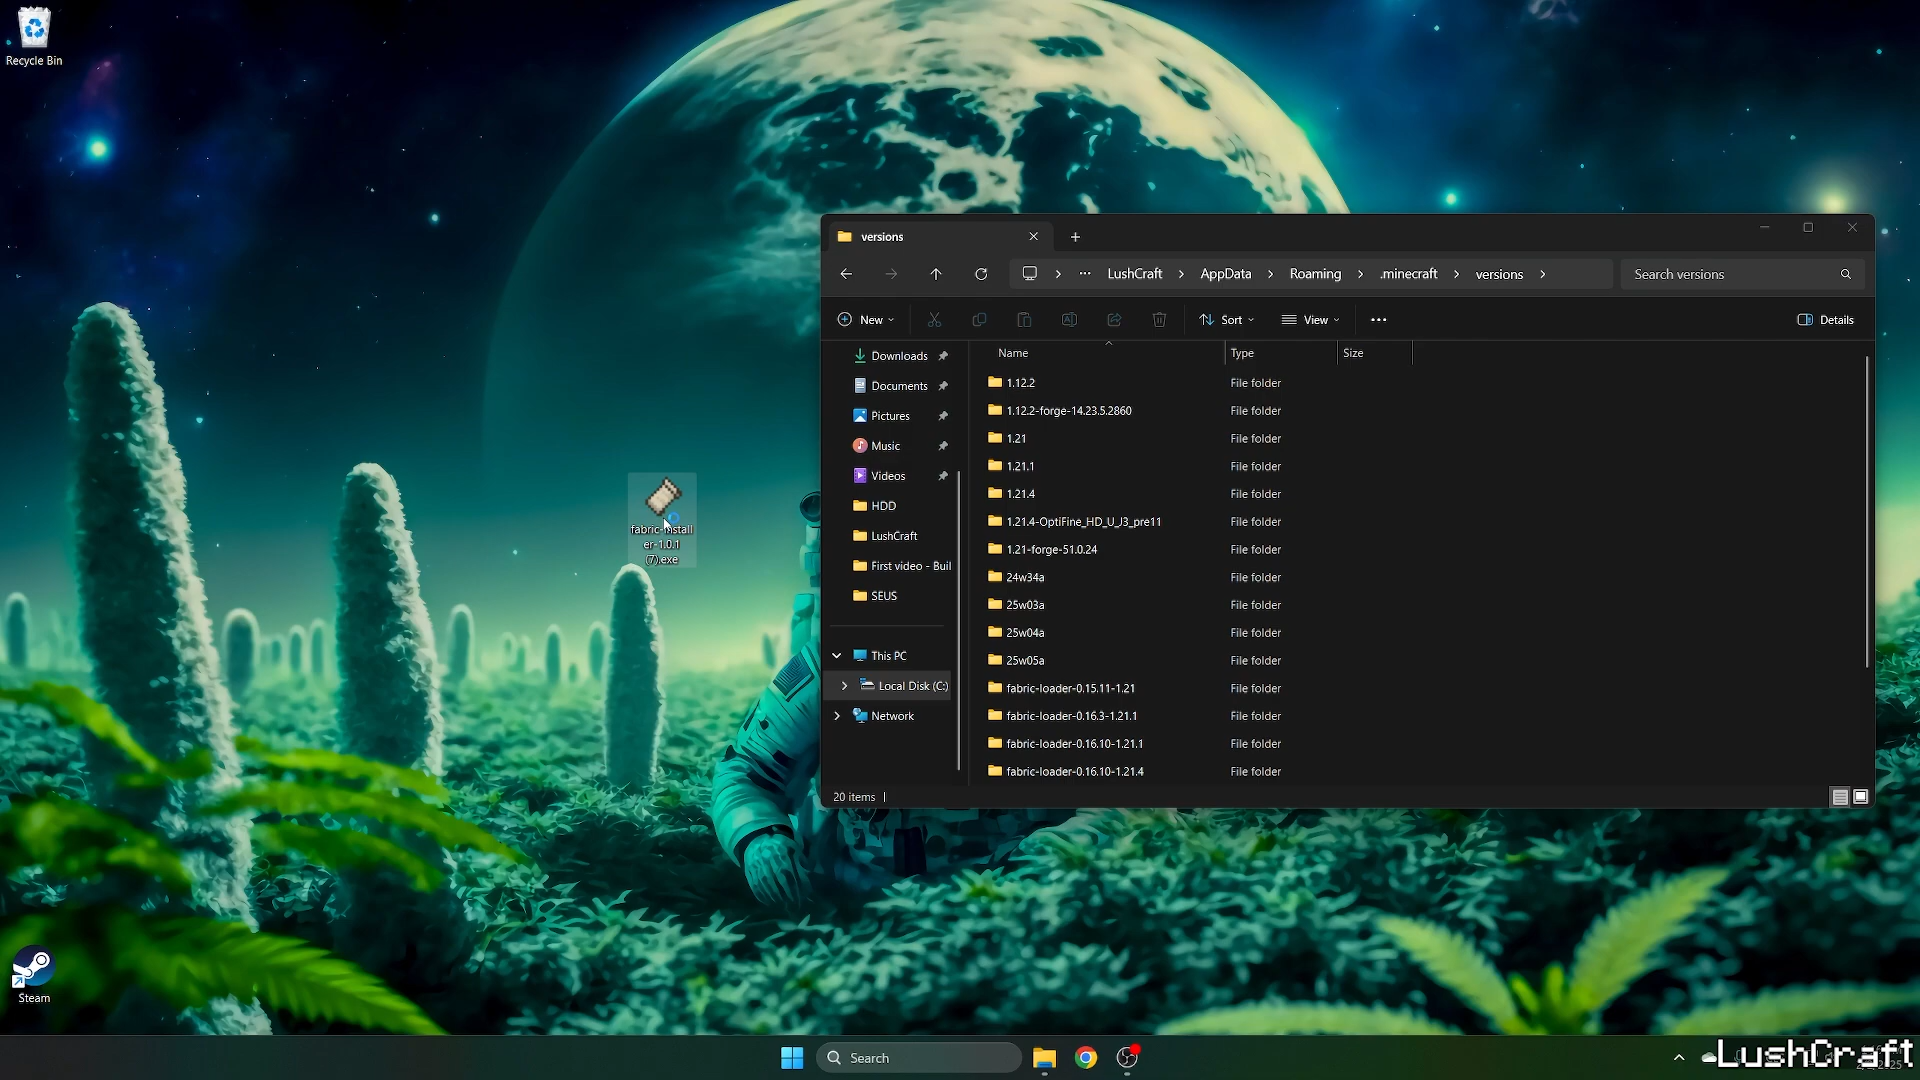 Recycle Bin
versions
LushCraft
AppData
Roaming
.minecraft
versions
Search versions
New
Sort
View
Details
Downloads
Documents
Pictures
Music
Videos
HDD
LushCraft
First video - Buil
SEUS
This PC
Local Disk (C:)
Network
Name Type Size
1.12.2 File folder
1.12.2-forge-14.23.5.2860 File folder
1.21 File folder
1.21.1 File folder
1.21.4 File folder
1.21.4-OptiFine_HD_U_J3_pre11 File folder
1.21-forge-51.0.24 File folder
24w34a File folder
25w03a File folder
25w04a File folder
25w05a File folder
fabric-loader-0.15.11-1.21 File folder
fabric-loader-0.16.3-1.21.1 File folder
fabric-loader-0.16.10-1.21.1 File folder
fabric-loader-0.16.10-1.21.4 File folder
20 items
fabric-install
er-1.0.1
(7).exe
Steam
Search
LushCraft